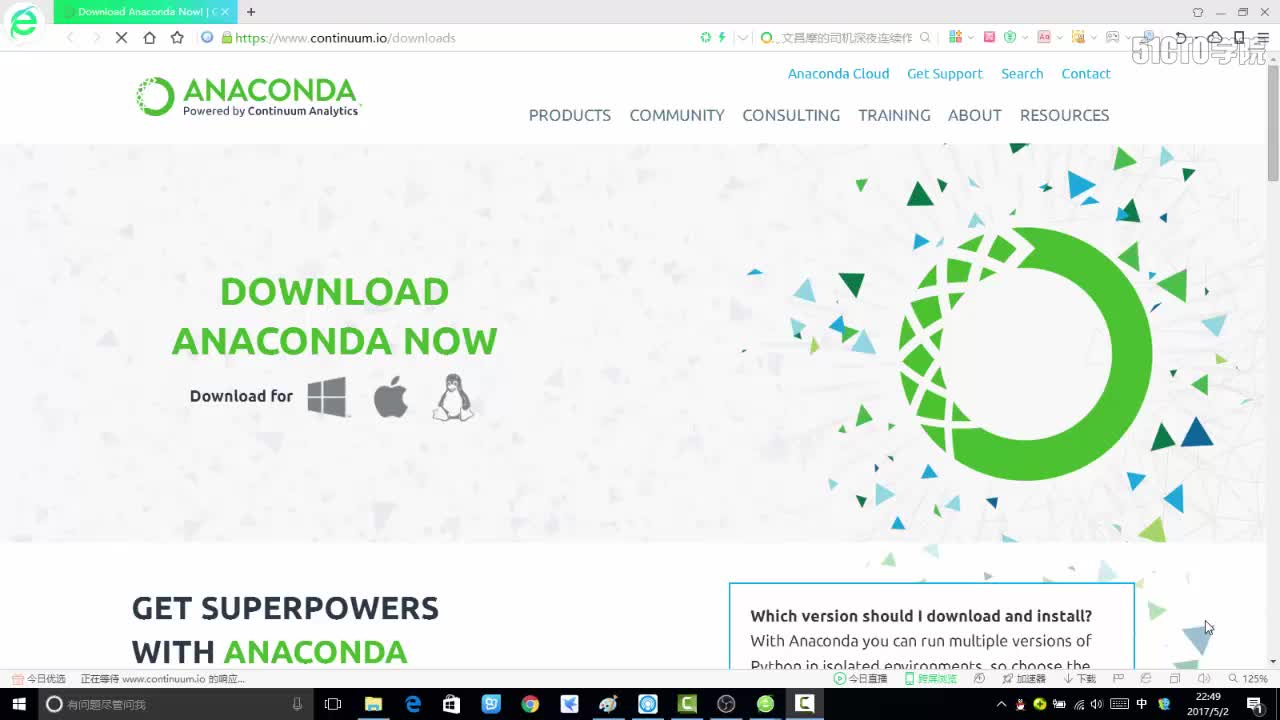 Download Anaconda Now! | C
https://www.continuum.io/downloads
文昌摩的司机深夜连续作
51CTO学院
Anaconda Cloud Get Support Search Contact
ANACONDA
Powered by Continuum Analytics
PRODUCTS COMMUNITY CONSULTING TRAINING ABOUT RESOURCES
DOWNLOAD
ANACONDA NOW
Download for
GET SUPERPOWERS
WITH ANACONDA
Which version should I download and install?
With Anaconda you can run multiple versions of
Python in isolated environments, so choose the
今日优选 正在等待 www.continuum.io 的响应... 今日直播 跨屏浏览 加速器 下载 125%
有问题尽管问我
中
22:49
2017/5/2